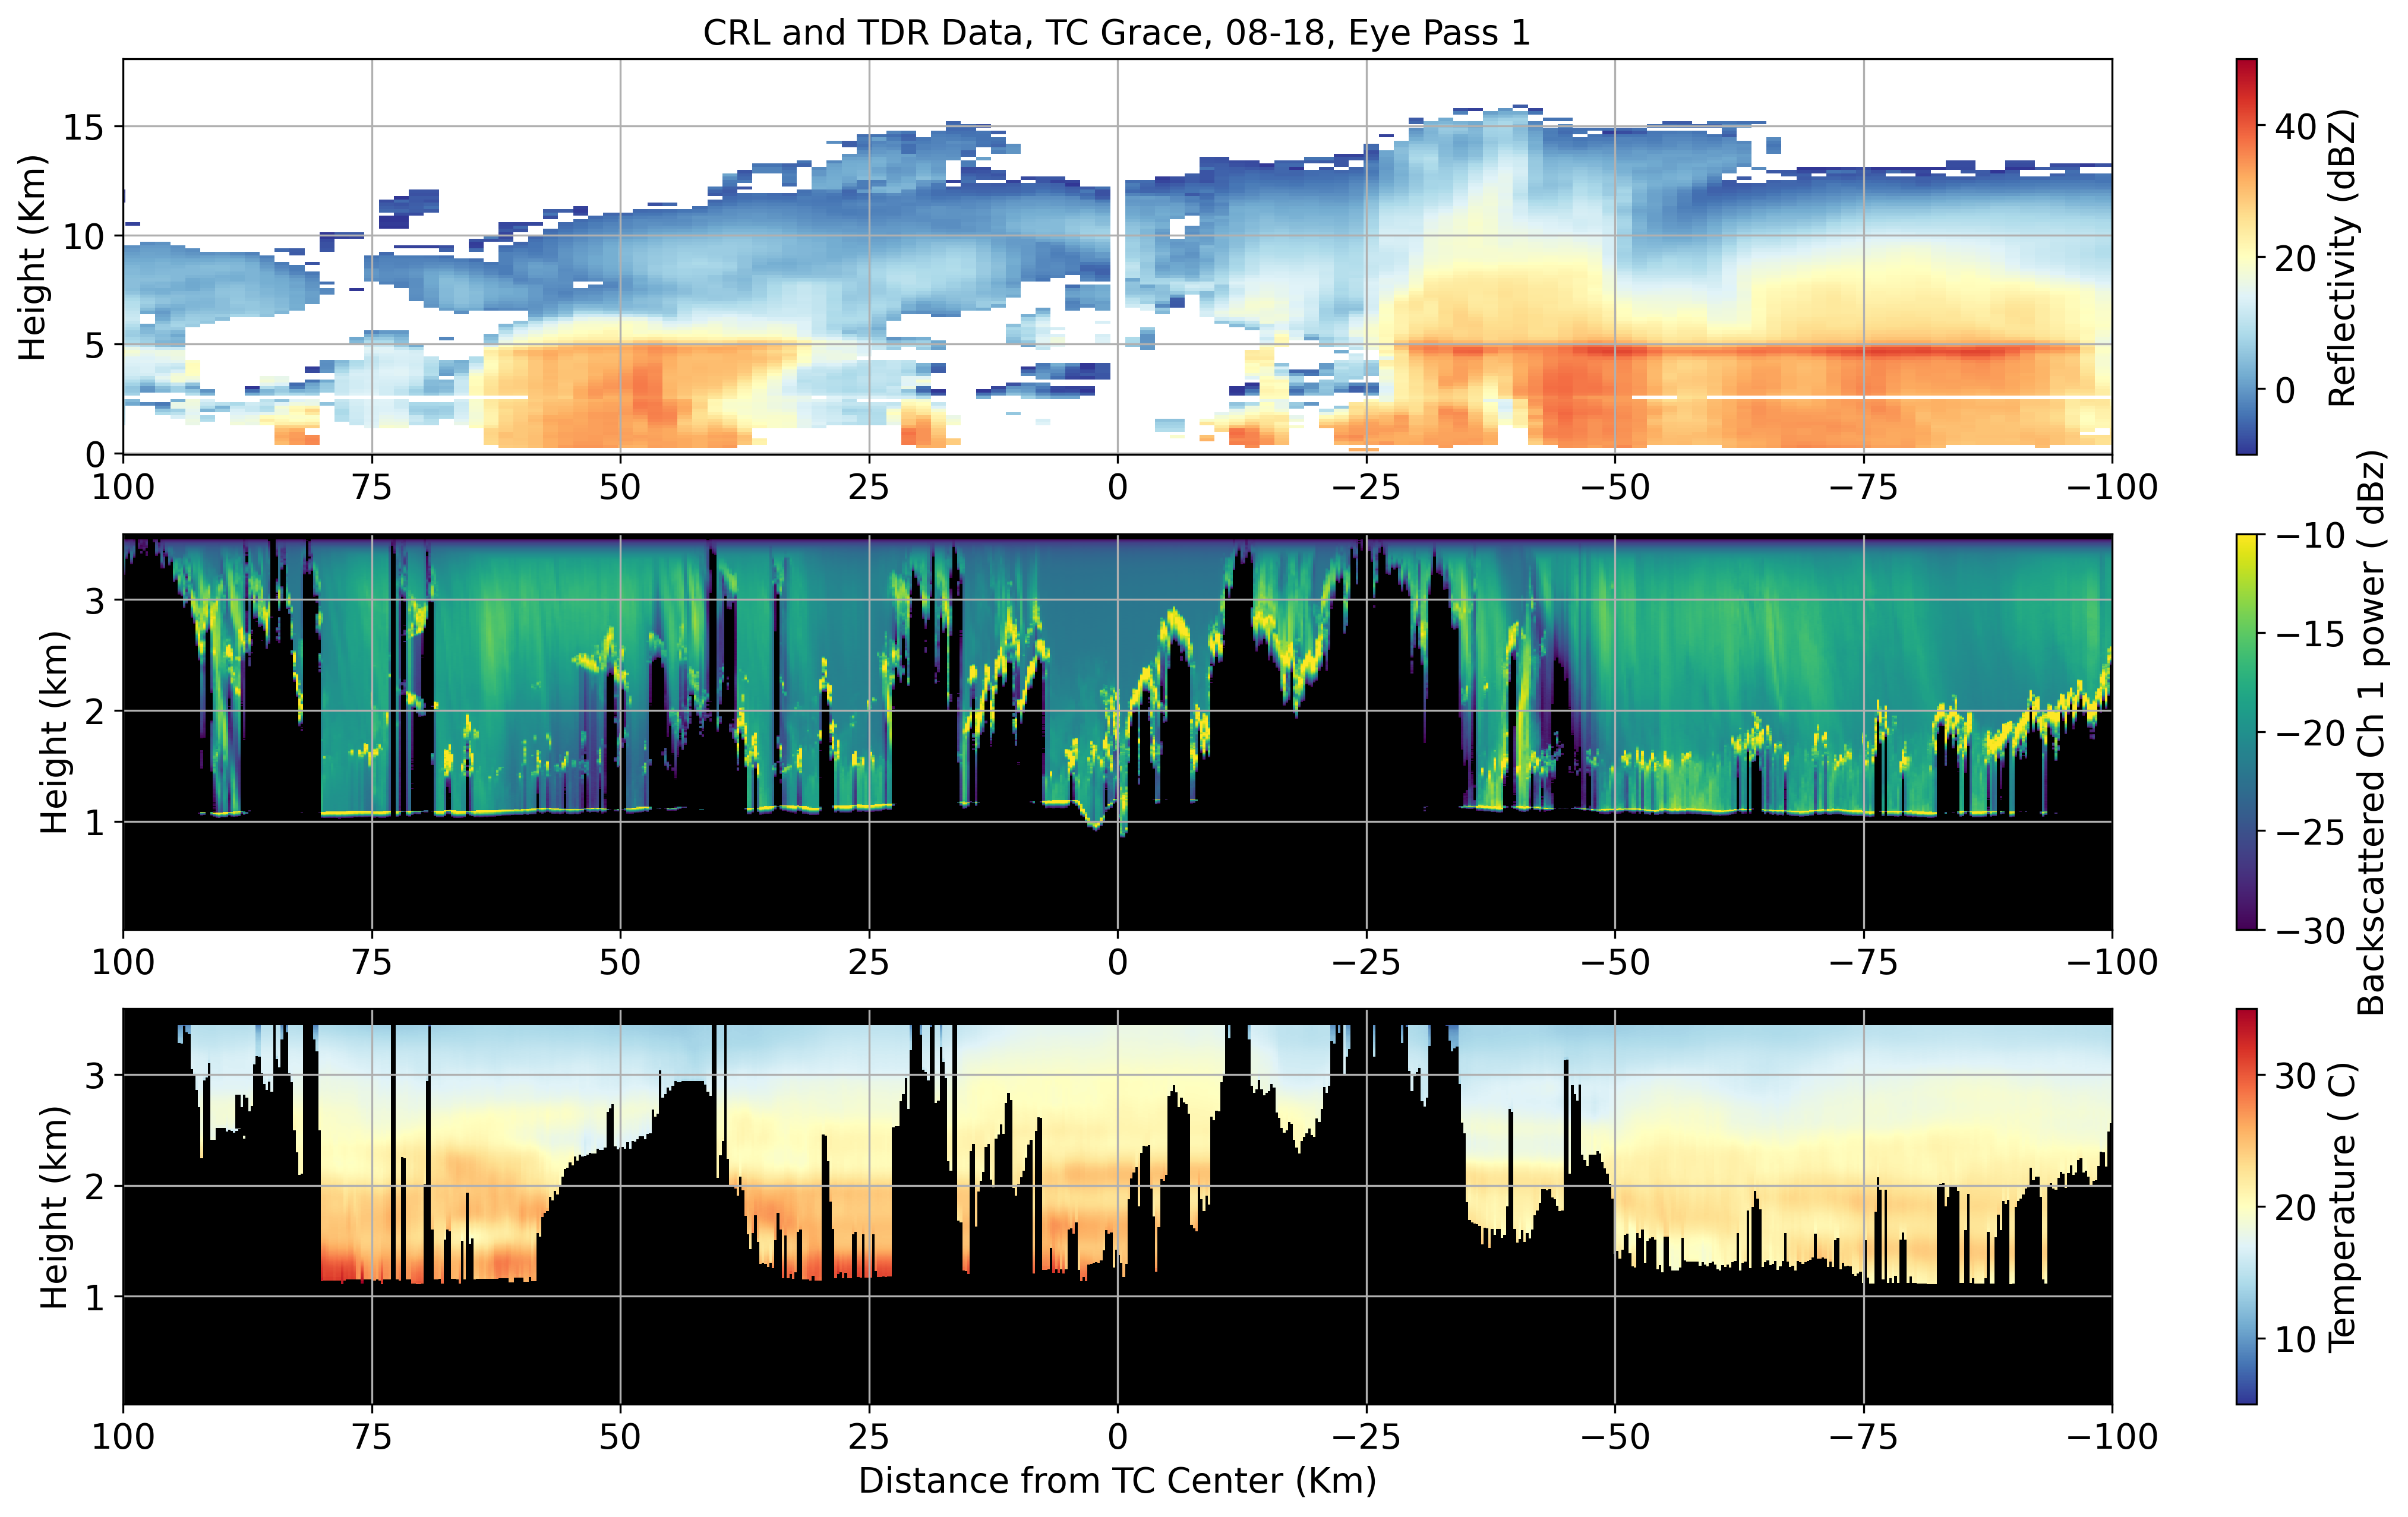 CRL and TDR Data, TC Grace, 08-18, Eye Pass 1
Height (Km)
15
10
5
0
100 75 50 25 0 −25 −50 −75 −100
40
20
0
Reflectivity (dBZ)
Height (km)
3
2
1
100 75 50 25 0 −25 −50 −75 −100
−10
−15
−20
−25
−30
Backscattered Ch 1 power ( dBz)
Height (km)
3
2
1
100 75 50 25 0 −25 −50 −75 −100
Distance from TC Center (Km)
30
20
10
Temperature ( C)